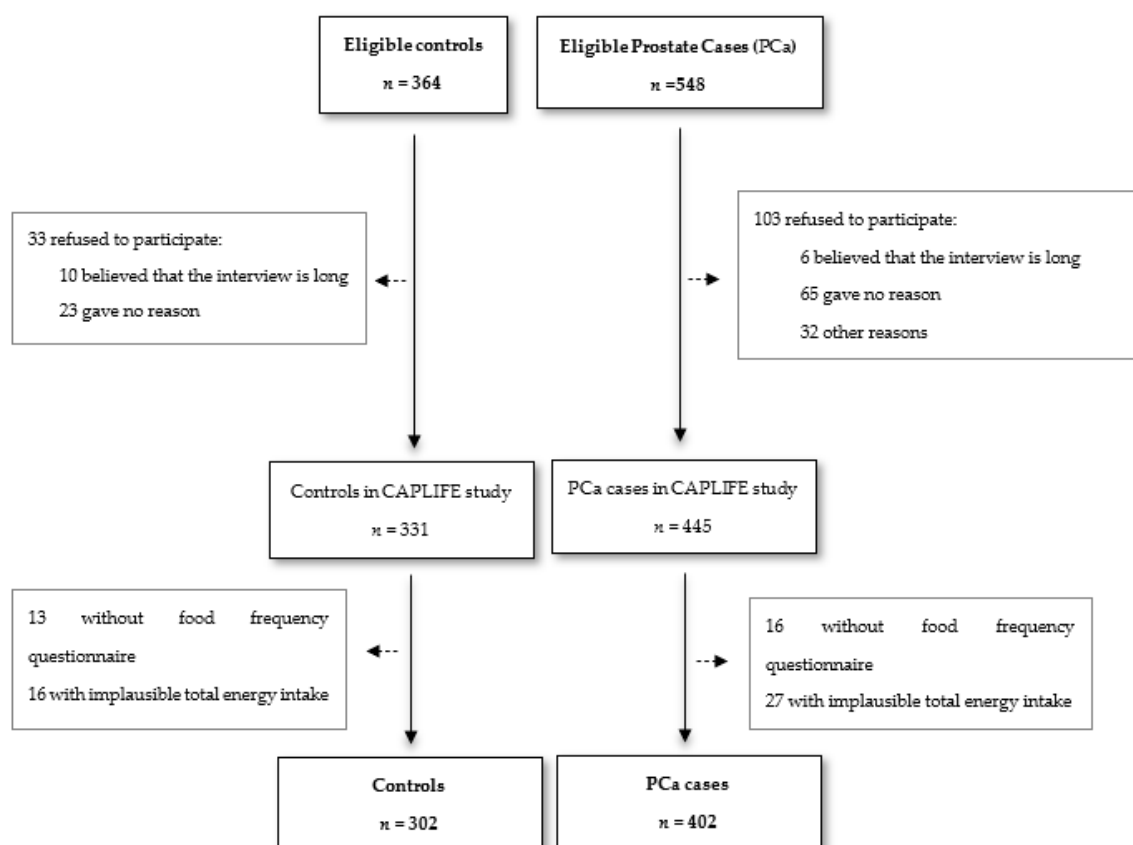 Eligible controls
n = 364
Eligible Prostate Cases (PCa)
n =548
33 refused to participate:
10 believed that the interview is long
23 gave no reason
103 refused to participate:
6 believed that the interview is long
65 gave no reason
32 other reasons
Controls in CAPLIFE study
n = 331
PCa cases in CAPLIFE study
n = 445
13 without food frequency
questionnaire
16 with implausible total energy intake
16 without food frequency
questionnaire
27 with implausible total energy intake
Controls
n = 302
PCa cases
n = 402